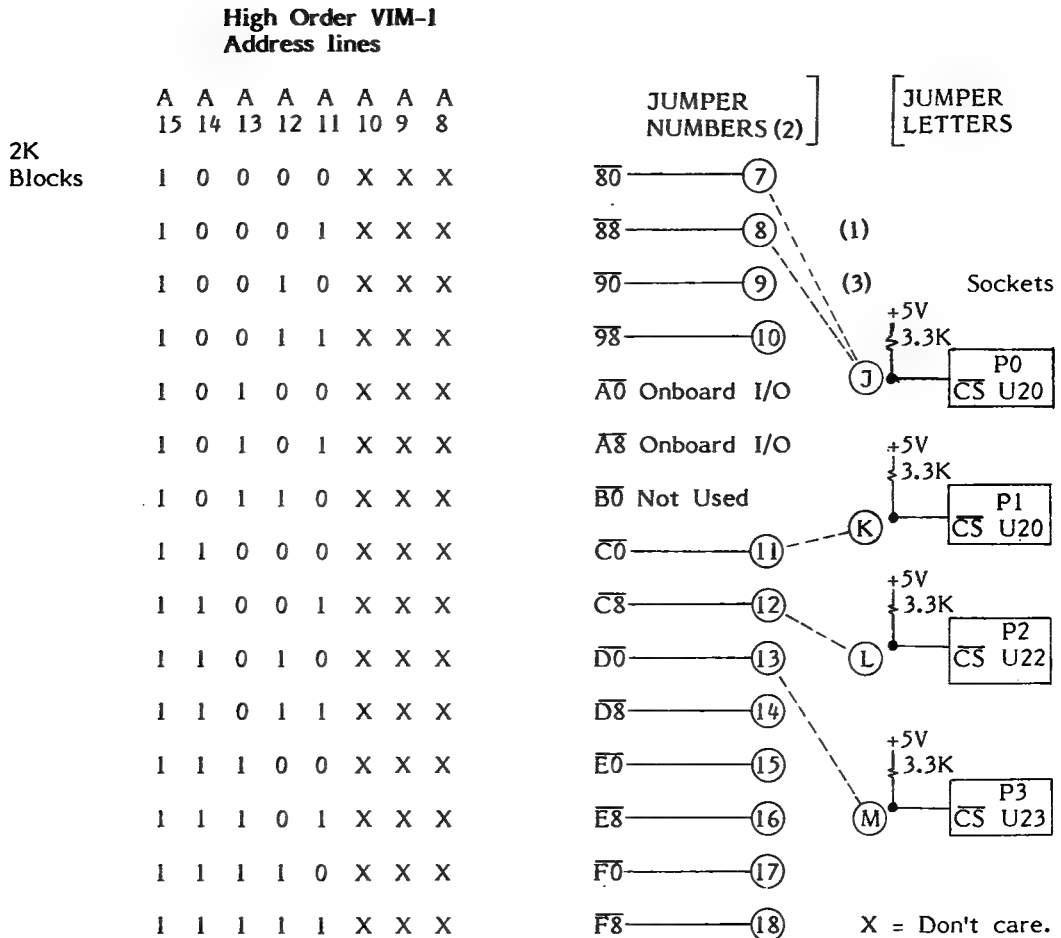 High Order VIM-1
Address lines
A A A A A A A A
15 14 13 12 11 10 9 8
JUMPER
NUMBERS (2)
JUMPER
LETTERS
2K
Blocks
1 0 0 0 0 X X X 80 7
1 0 0 0 1 X X X 88 8 (1)
1 0 0 1 0 X X X 90 9 (3) Sockets
+5V
1 0 0 1 1 X X X 98 10 3.3K
J P0
CS U20
1 0 1 0 0 X X X A0 Onboard I/O
1 0 1 0 1 X X X A8 Onboard I/O +5V
3.3K
1 0 1 1 0 X X X B0 Not Used P1
K CS U20
1 1 0 0 0 X X X C0 11
+5V
1 1 0 0 1 X X X C8 12 3.3K
P2
1 1 0 1 0 X X X D0 13 L CS U22
1 1 0 1 1 X X X D8 14
+5V
1 1 1 0 0 X X X E0 15 3.3K
P3
1 1 1 0 1 X X X E8 16 M CS U23
1 1 1 1 0 X X X F0 17
1 1 1 1 1 X X X F8 18 X = Don't care.